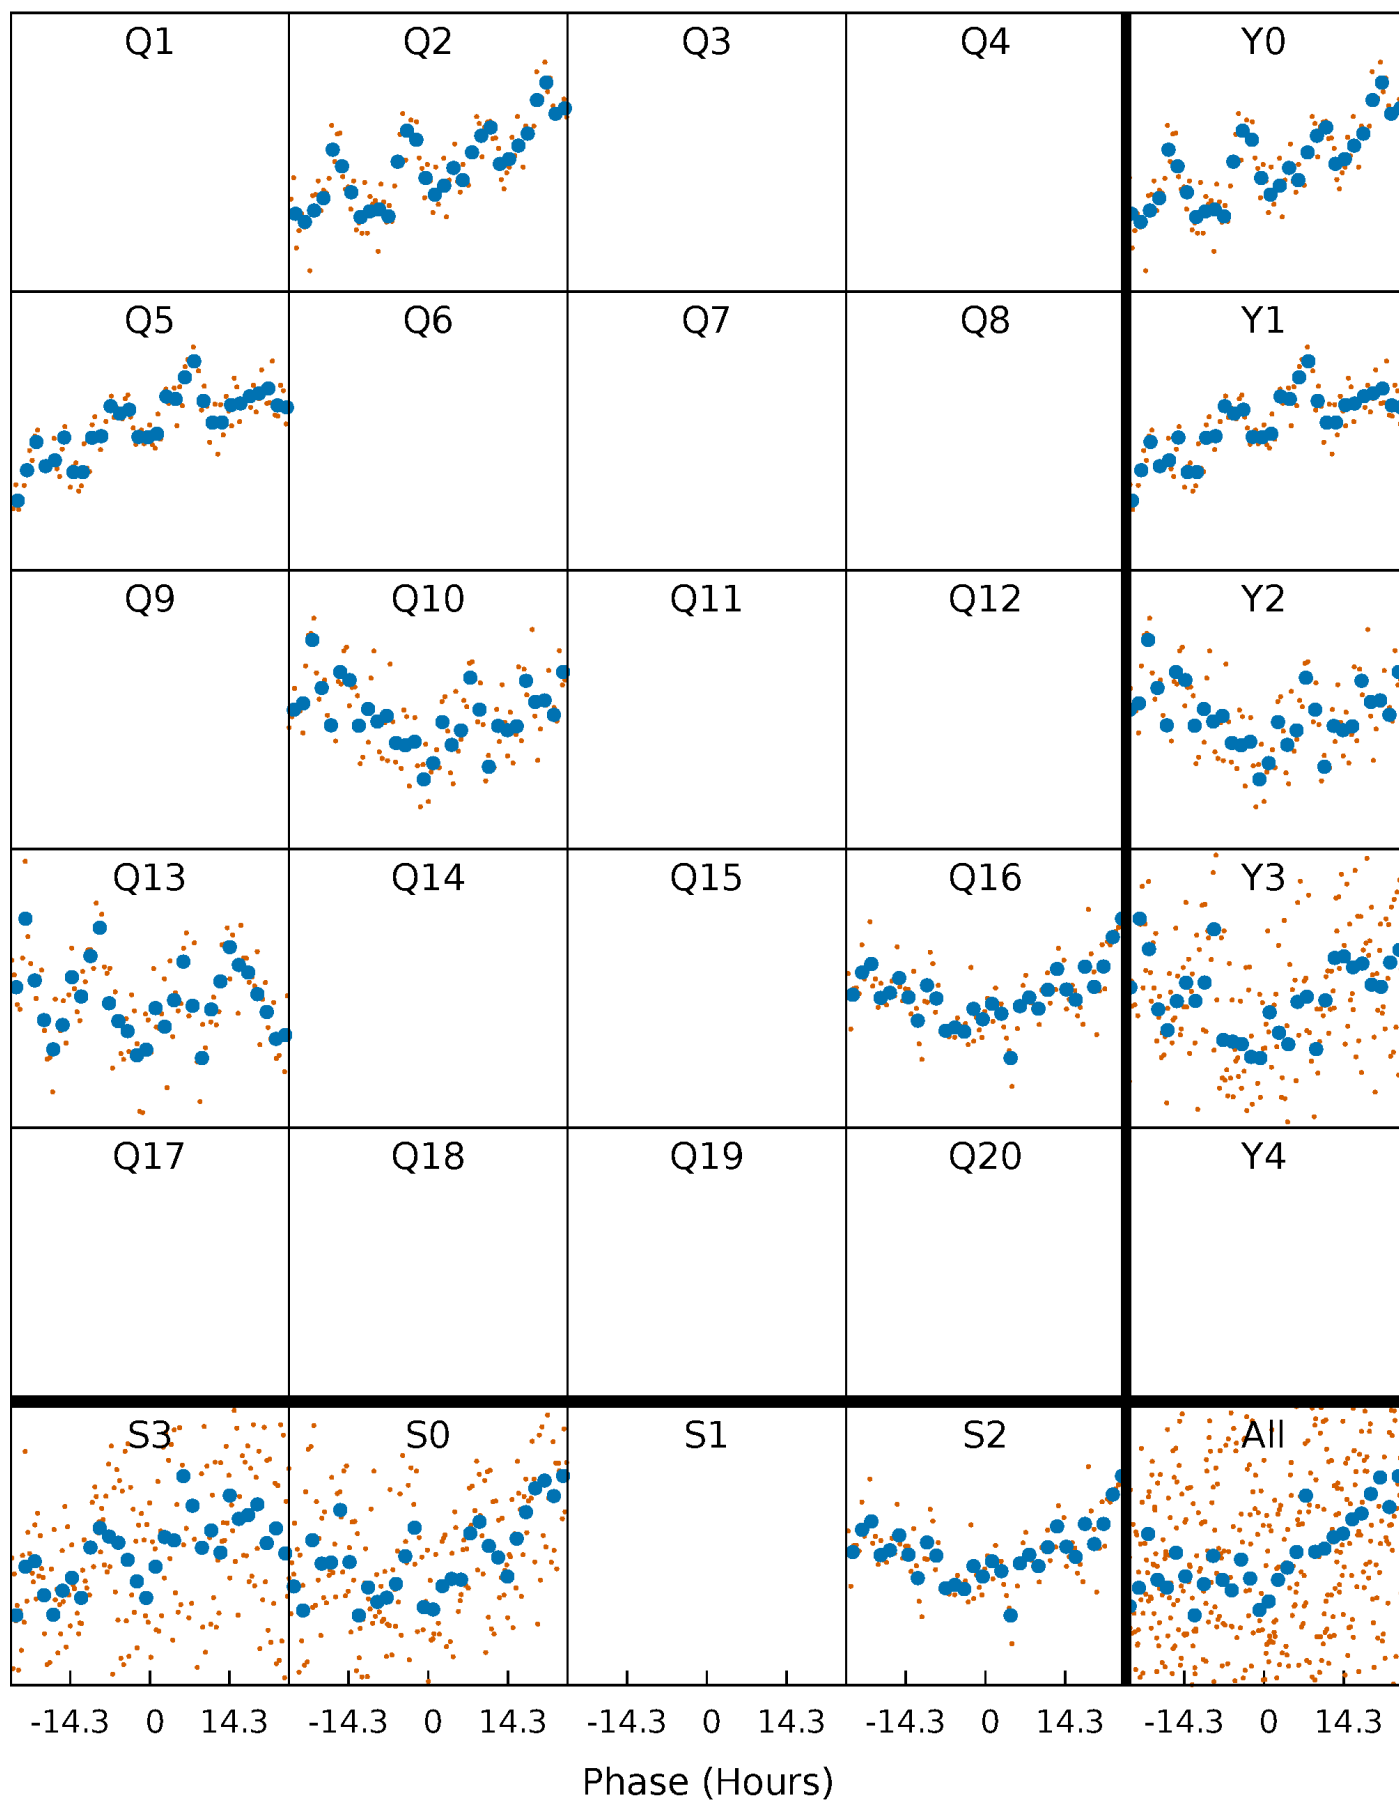 Q1 Q2 Q3 Q4 Y0
Q5 Q6 Q7 Q8 Y1
Q9 Q10 Q11 Q12 Y2
Q13 Q14 Q15 Q16 Y3
Q17 Q18 Q19 Q20 Y4
S3 S0 S1 S2 All
-14.3 0 14.3 -14.3 0 14.3 -14.3 0 14.3 -14.3 0 14.3 -14.3 0 14.3
Phase (Hours)